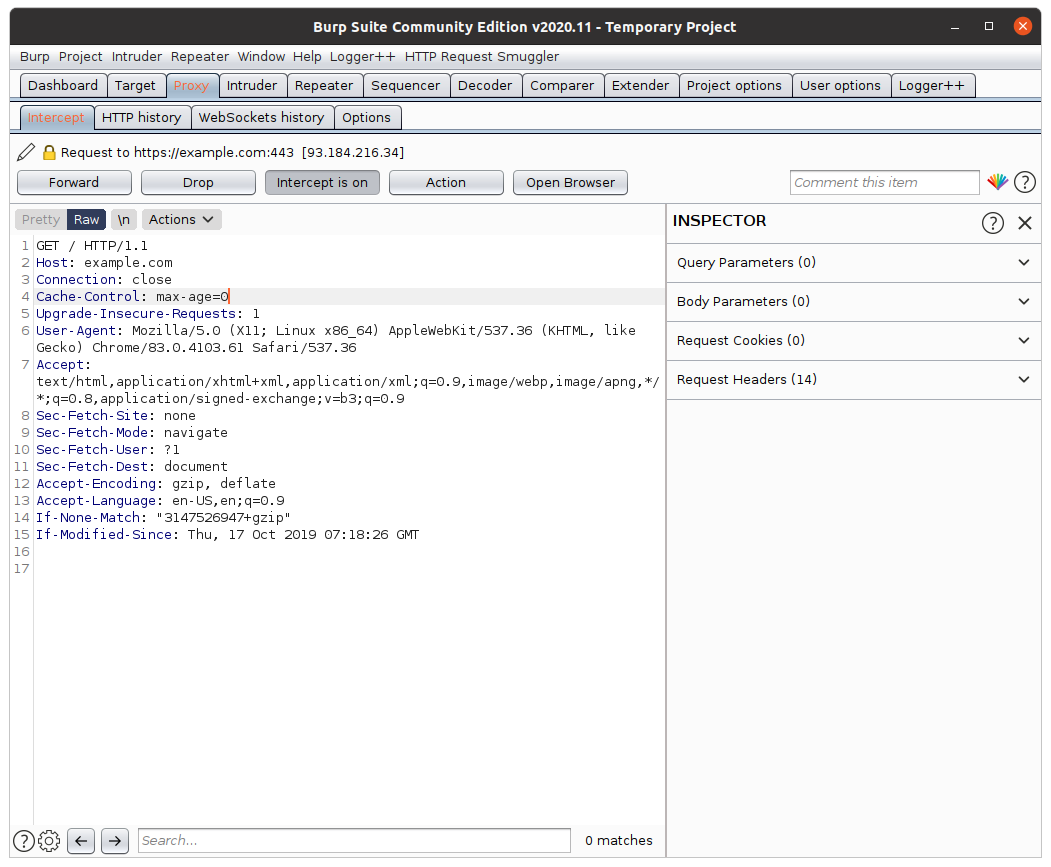 Burp Suite Community Edition v2020.11 - Temporary Project
Burp Project Intruder Repeater Window Help Logger++ HTTP Request Smuggler
Dashboard Target Proxy Intruder Repeater Sequencer Decoder Comparer Extender Project options User options Logger++
Intercept HTTP history WebSockets history Options
Request to https://example.com:443 [93.184.216.34]
Forward Drop Intercept is on Action Open Browser Comment this item ?
Pretty Raw \n Actions
1 GET / HTTP/1.1
2 Host: example.com
3 Connection: close
4 Cache-Control: max-age=0
5 Upgrade-Insecure-Requests: 1
6 User-Agent: Mozilla/5.0 (X11; Linux x86_64) AppleWebKit/537.36 (KHTML, like
Gecko) Chrome/83.0.4103.61 Safari/537.36
7 Accept:
text/html,application/xhtml+xml,application/xml;q=0.9,image/webp,image/apng,*/
*;q=0.8,application/signed-exchange;v=b3;q=0.9
8 Sec-Fetch-Site: none
9 Sec-Fetch-Mode: navigate
10 Sec-Fetch-User: ?1
11 Sec-Fetch-Dest: document
12 Accept-Encoding: gzip, deflate
13 Accept-Language: en-US,en;q=0.9
14 If-None-Match: "3147526947+gzip"
15 If-Modified-Since: Thu, 17 Oct 2019 07:18:26 GMT
16
17
INSPECTOR ?
Query Parameters (0)
Body Parameters (0)
Request Cookies (0)
Request Headers (14)
? Search... 0 matches